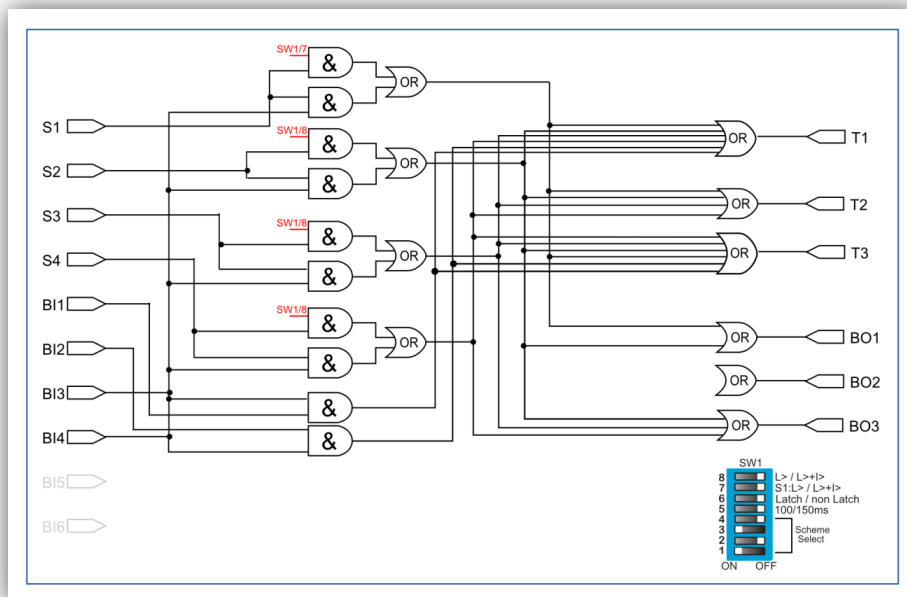 SW1/7
&
OR
&
S1
SW1/8
&
OR
&
S2
S3
SW1/8
&
OR
&
S4
BI1
SW1/8
&
OR
&
BI2
BI3
&
BI4
&
BI5
BI6
OR
T1
OR
T2
OR
T3
OR
BO1
OR
BO2
OR
BO3
SW1
8 L> / L>+I>
7 S1:L> / L>+I>
6 Latch / non Latch
5 100/150ms
4
3 Scheme
2 Select
1
ON OFF